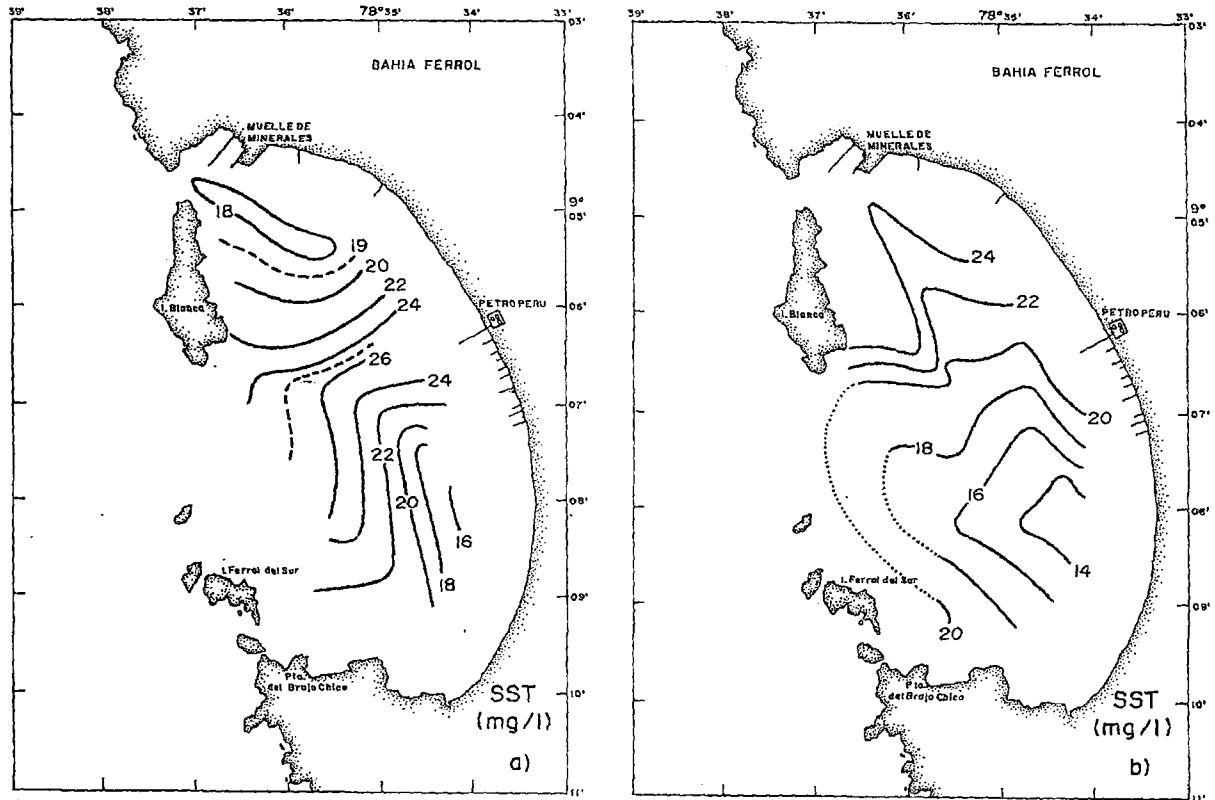 39' 37' 36' 78°35' 34' 33'
03'
BAHIA FERROL
04'
MUELLE DE
MINERALES
9°
05'
18
19
20
22
24
I. Blanca
06'
PETROPERU
26
24
07'
22
20
08'
16
I. Ferrol del Sur
18
09'
Pta.
del Brujo Chico
10'
SST
(mg/l)
a)
11'
39' 37' 36' 78°35' 34' 33'
03'
BAHIA FERROL
04'
MUELLE DE
MINERALES
9°
05'
24
22
I. Blanca
06'
PETROPERU
20
07'
18
16
08'
14
I. Ferrol del Sur
09'
20
Pta.
del Brujo Chico
10'
SST
(mg/l)
b)
11'